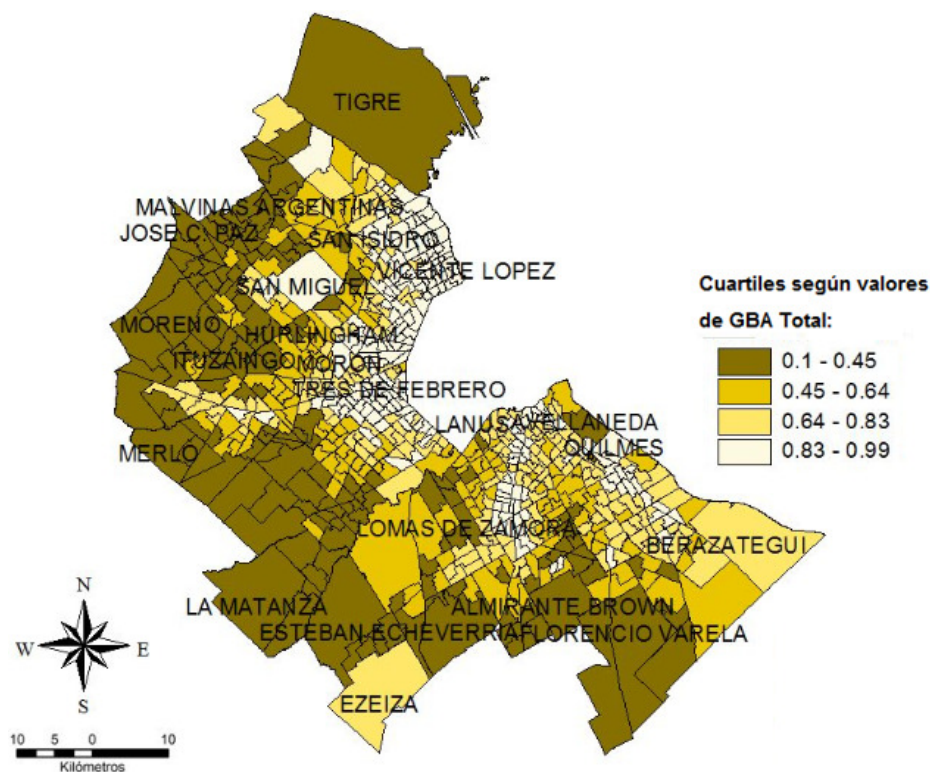 TIGRE
MALVINAS ARGENTINAS
JOSE C. PAZ
SAN ISIDRO
VICENTE LOPEZ
SAN MIGUEL
MORENO
HURLINGHAM
ITUZAINGO
MORON
TRES DE FEBRERO
LANUS
AVELLANEDA
QUILMES
MERLO
LOMAS DE ZAMORA
BERAZATEGUI
LA MATANZA
ALMIRANTE BROWN
ESTEBAN ECHEVERRIA
FLORENCIO VARELA
EZEIZA
Cuartiles según valores
de GBA Total:
0.1 - 0.45
0.45 - 0.64
0.64 - 0.83
0.83 - 0.99
N
W
E
S
10 5 0 10
Kilómetros